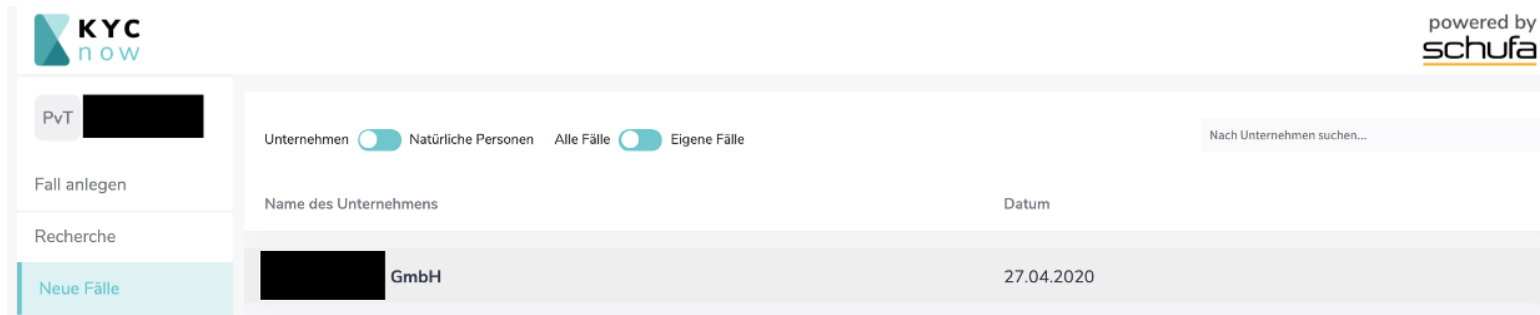 KYC
now
powered by
schufa
PvT
Unternehmen Natürliche Personen Alle Fälle Eigene Fälle
Nach Unternehmen suchen...
Fall anlegen
Name des Unternehmens Datum
Recherche
GmbH 27.04.2020
Neue Fälle